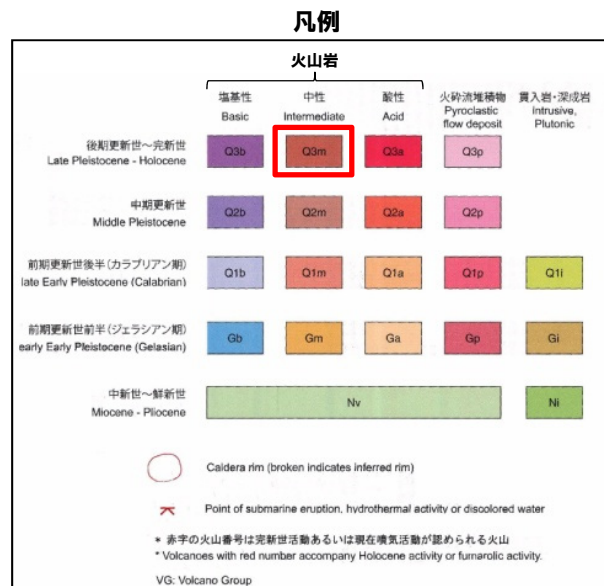 凡例
火山岩
塩基性 中性 酸性 火砕流堆積物 貫入岩・深成岩
Basic Intermediate Acid Pyroclastic flow deposit Intrusive, Plutonic
後期更新世～完新世
Late Pleistocene - Holocene
Q3b Q3m Q3a Q3p
中期更新世
Middle Pleistocene
Q2b Q2m Q2a Q2p
前期更新世後半(カラブリアン期)
late Early Pleistocene (Calabrian)
Q1b Q1m Q1a Q1p Q1i
前期更新世前半(ジェラシアン期)
early Early Pleistocene (Gelasian)
Gb Gm Ga Gp Gi
中新世～鮮新世
Miocene - Pliocene
Nv Ni
Caldera rim (broken indicates inferred rim)
Point of submarine eruption, hydrothermal activity or discolored water
* 赤字の火山番号は完新世活動あるいは現在噴気活動が認められる火山
* Volcanoes with red number accompany Holocene activity or fumarolic activity.
VG: Volcano Group